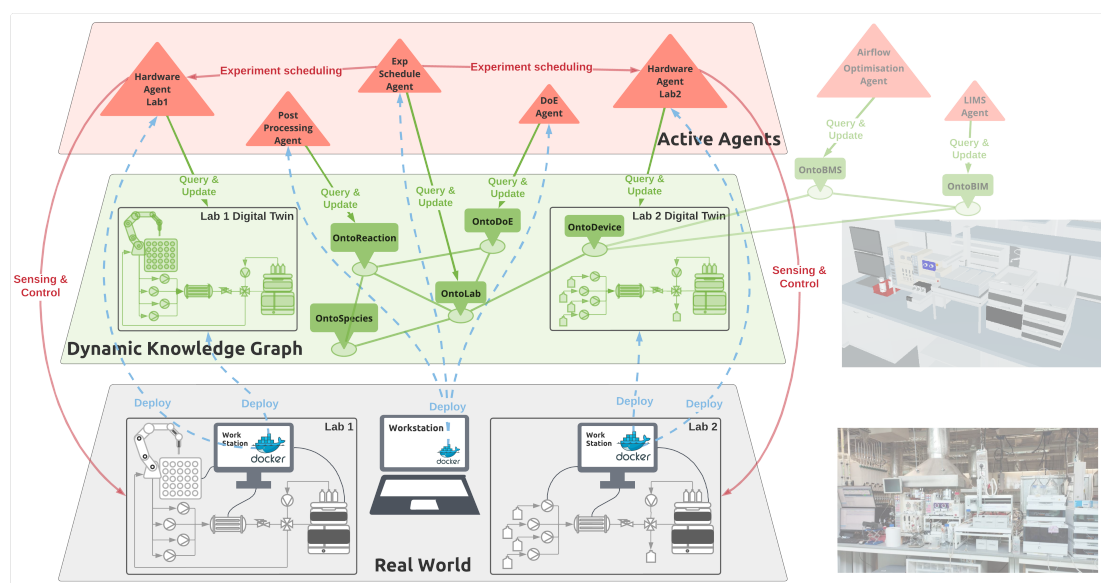 Airflow
Optimisation
Agent
Exp
Schedule
Agent
Hardware
Agent
Lab1
Experiment scheduling
Experiment scheduling
Hardware
Agent
Lab2
Post
Processing
Agent
DoE
Agent
LIMS
Agent
Active Agents
Query &
Update
Query &
Update
OntoBMS
OntoBIM
Query &
Update
Query &
Update
Query &
Update
Query &
Update
Query &
Update
Lab 1 Digital Twin
OntoReaction
OntoDoE
Lab 2 Digital Twin
OntoDevice
Sensing &
Control
OntoLab
OntoSpecies
Sensing &
Control
Dynamic Knowledge Graph
Deploy
Deploy
Deploy
Deploy
Deploy
Lab 1
Work
Station
docker
Workstation
docker
Work
Station
docker
Lab 2
Real World